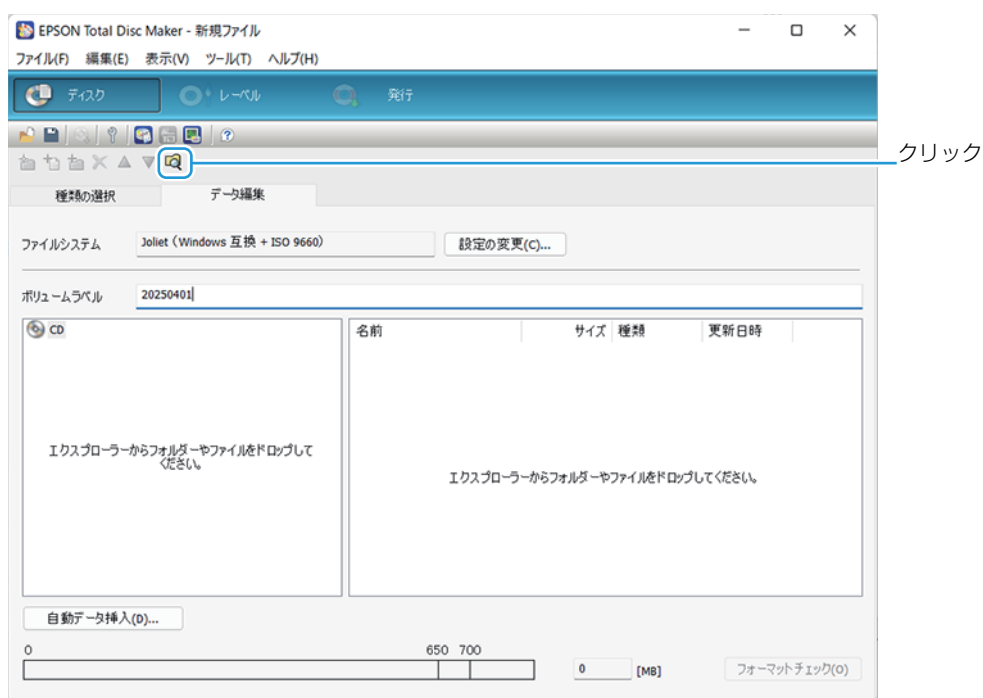 EPSON Total Disc Maker - 新規ファイル
ファイル(F) 編集(E) 表示(V) ツール(T) ヘルプ(H)
ディスク レーベル 発行
クリック
種類の選択 データ編集
ファイルシステム Joliet (Windows 互換 + ISO 9660) 設定の変更(C)...
ボリュームラベル 20250401
CD
名前 サイズ 種類 更新日時
エクスプローラーからフォルダーやファイルをドロップして
ください。
エクスプローラーからフォルダーやファイルをドロップしてください。
自動データ挿入(D)...
0 650 700
0 [MB] フォーマットチェック(O)